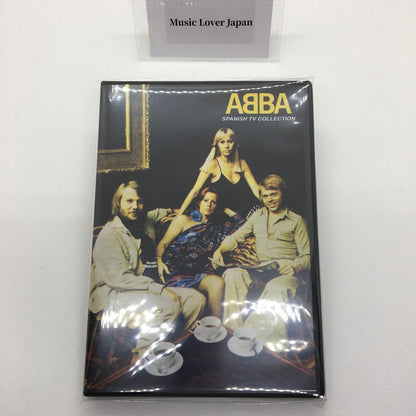 Music Lover Japan
ABBA
SPANISH TV COLLECTION